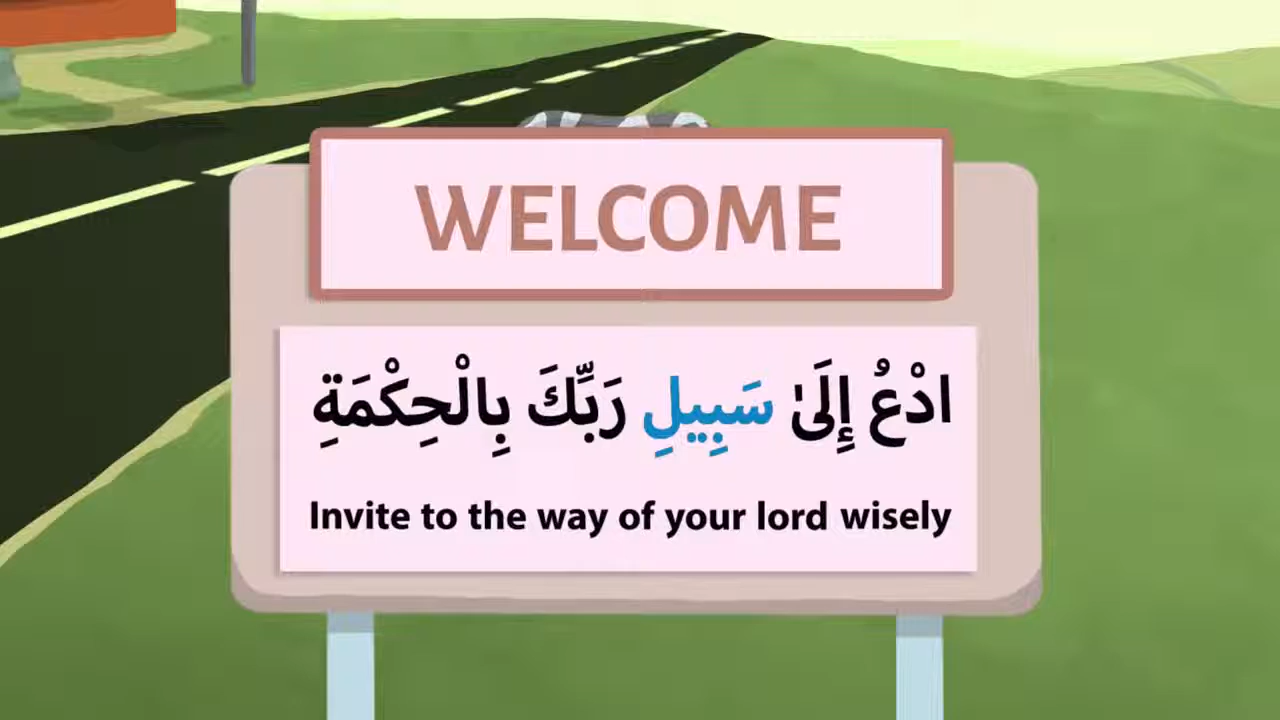 WELCOME
ادْعُ إِلَىٰ سَبِيلِ رَبِّكَ بِالْحِكْمَةِ
Invite to the way of your lord wisely